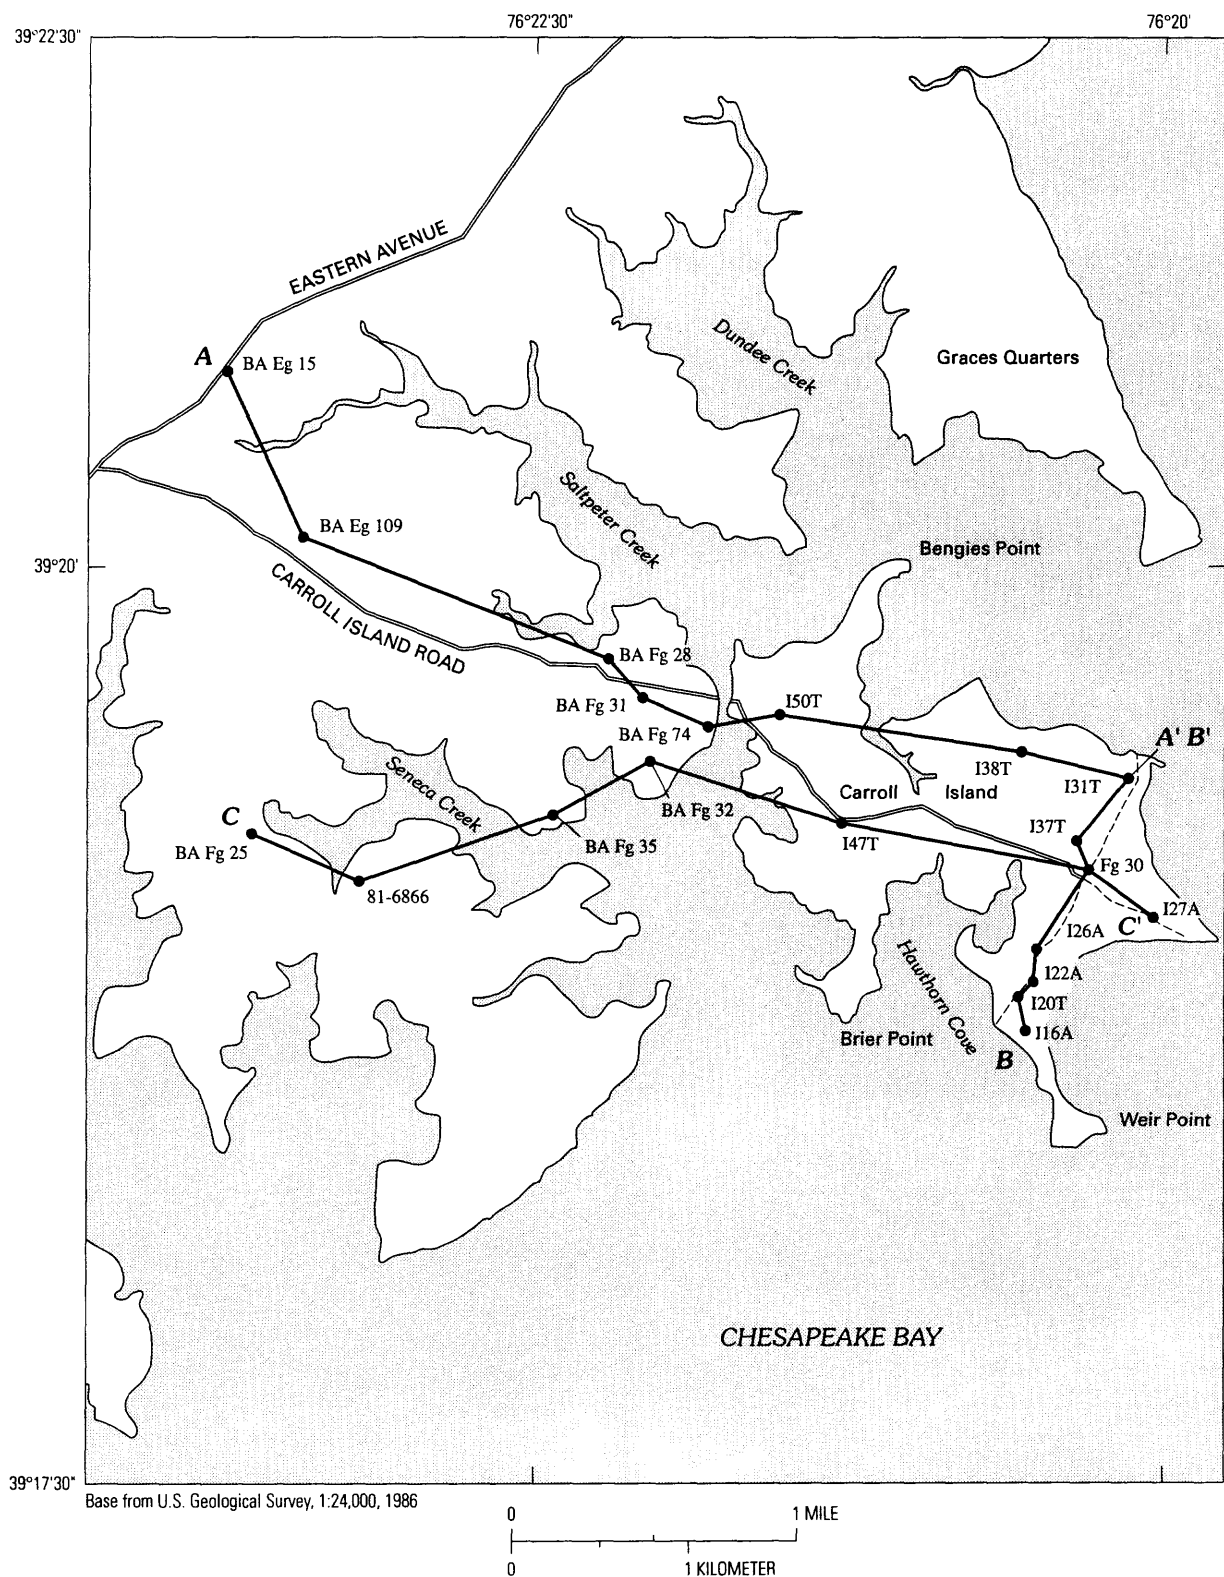 76°22'30"
76°20'
39°22'30"
EASTERN AVENUE
A
BA Eg 15
Dundee Creek
Graces Quarters
Saltpeter Creek
BA Eg 109
Bengies Point
39°20'
CARROLL ISLAND ROAD
BA Fg 28
BA Fg 31
I50T
BA Fg 74
A' B'
Seneca Creek
I38T
I31T
Carroll Island
C
BA Fg 32
BA Fg 25
BA Fg 35
I47T
I37T
Fg 30
81-6866
I27A
C'
I26A
Hawthorn Cove
I22A
I20T
I16A
Brier Point
B
Weir Point
CHESAPEAKE BAY
39°17'30"
Base from U.S. Geological Survey, 1:24,000, 1986
0 1 MILE
0 1 KILOMETER